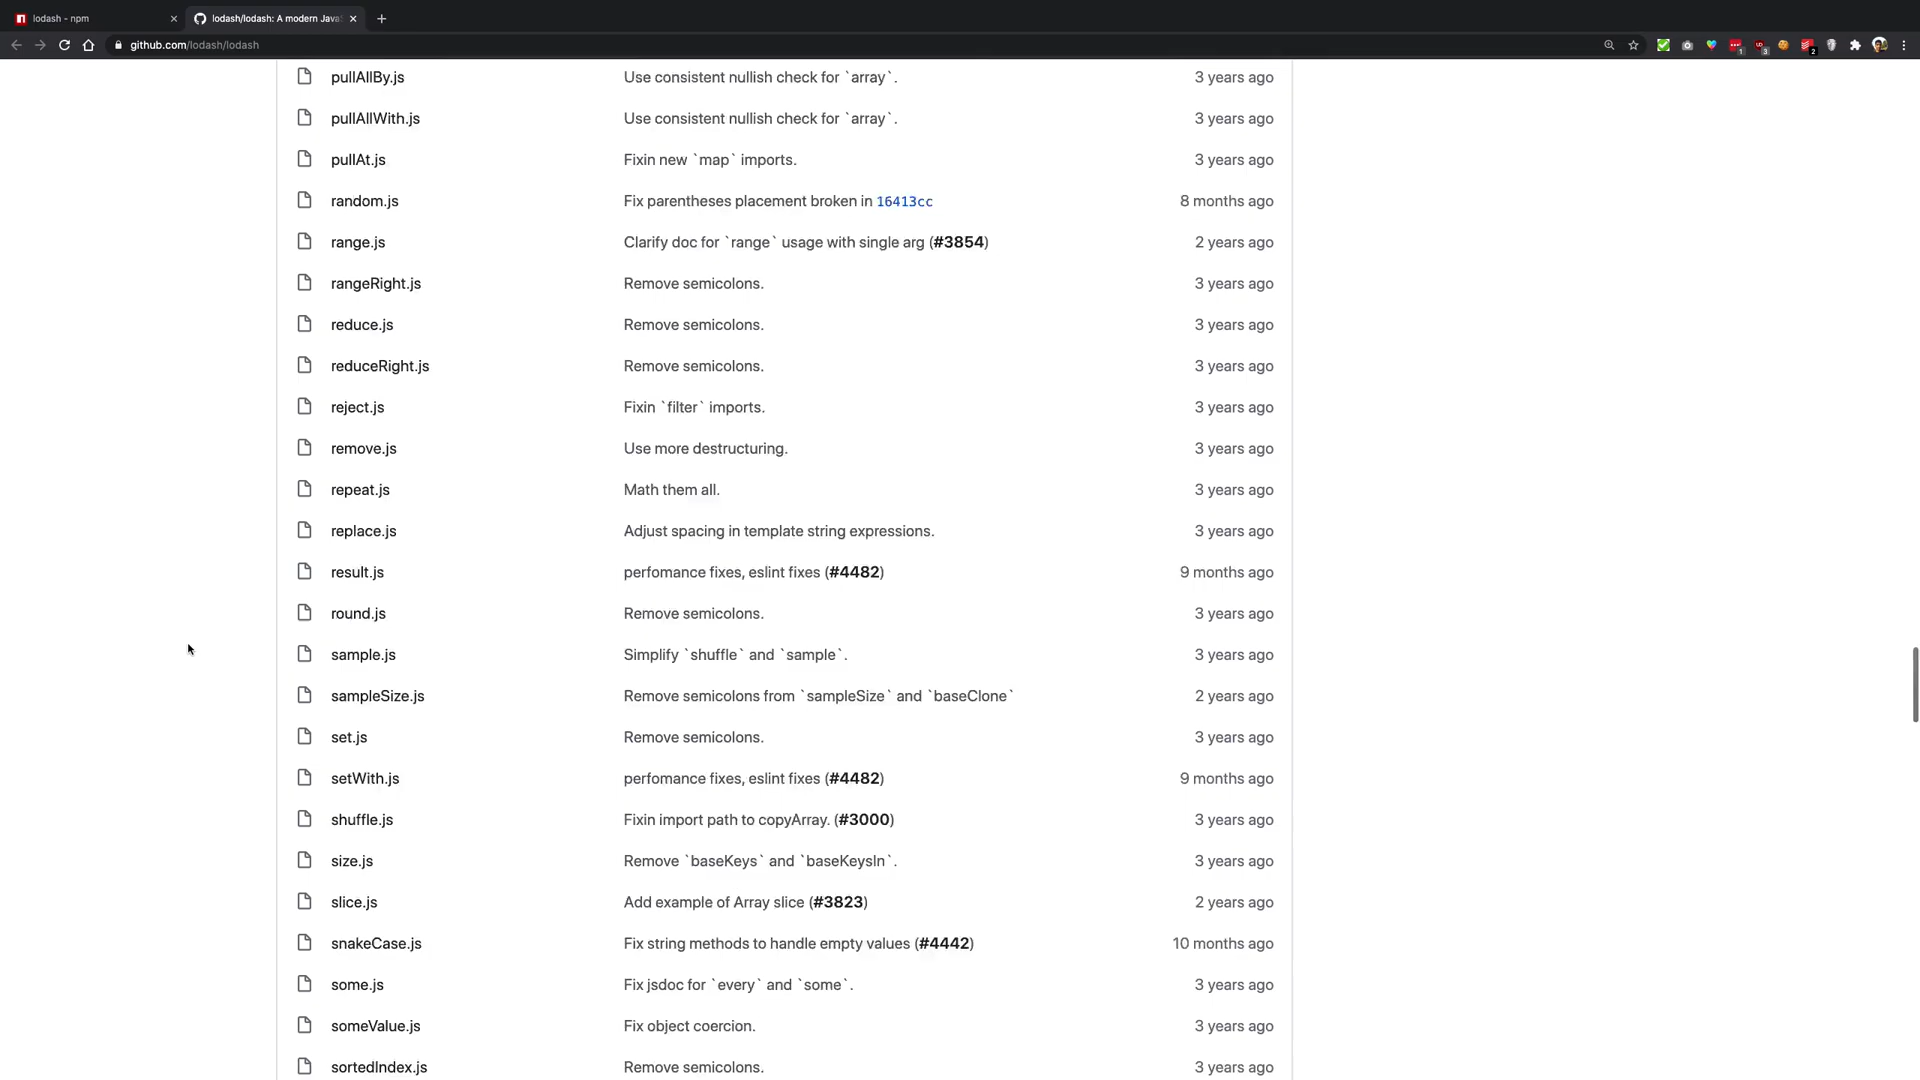 lodash - npm
lodash/lodash: A modern Java
github.com/lodash/lodash
pullAllBy.js Use consistent nullish check for `array`. 3 years ago
pullAllWith.js Use consistent nullish check for `array`. 3 years ago
pullAt.js Fixin new `map` imports. 3 years ago
random.js Fix parentheses placement broken in 16413cc 8 months ago
range.js Clarify doc for `range` usage with single arg (#3854) 2 years ago
rangeRight.js Remove semicolons. 3 years ago
reduce.js Remove semicolons. 3 years ago
reduceRight.js Remove semicolons. 3 years ago
reject.js Fixin `filter` imports. 3 years ago
remove.js Use more destructuring. 3 years ago
repeat.js Math them all. 3 years ago
replace.js Adjust spacing in template string expressions. 3 years ago
result.js perfomance fixes, eslint fixes (#4482) 9 months ago
round.js Remove semicolons. 3 years ago
sample.js Simplify `shuffle` and `sample`. 3 years ago
sampleSize.js Remove semicolons from `sampleSize` and `baseClone` 2 years ago
set.js Remove semicolons. 3 years ago
setWith.js perfomance fixes, eslint fixes (#4482) 9 months ago
shuffle.js Fixin import path to copyArray. (#3000) 3 years ago
size.js Remove `baseKeys` and `baseKeysIn`. 3 years ago
slice.js Add example of Array slice (#3823) 2 years ago
snakeCase.js Fix string methods to handle empty values (#4442) 10 months ago
some.js Fix jsdoc for `every` and `some`. 3 years ago
someValue.js Fix object coercion. 3 years ago
sortedIndex.js Remove semicolons. 3 years ago